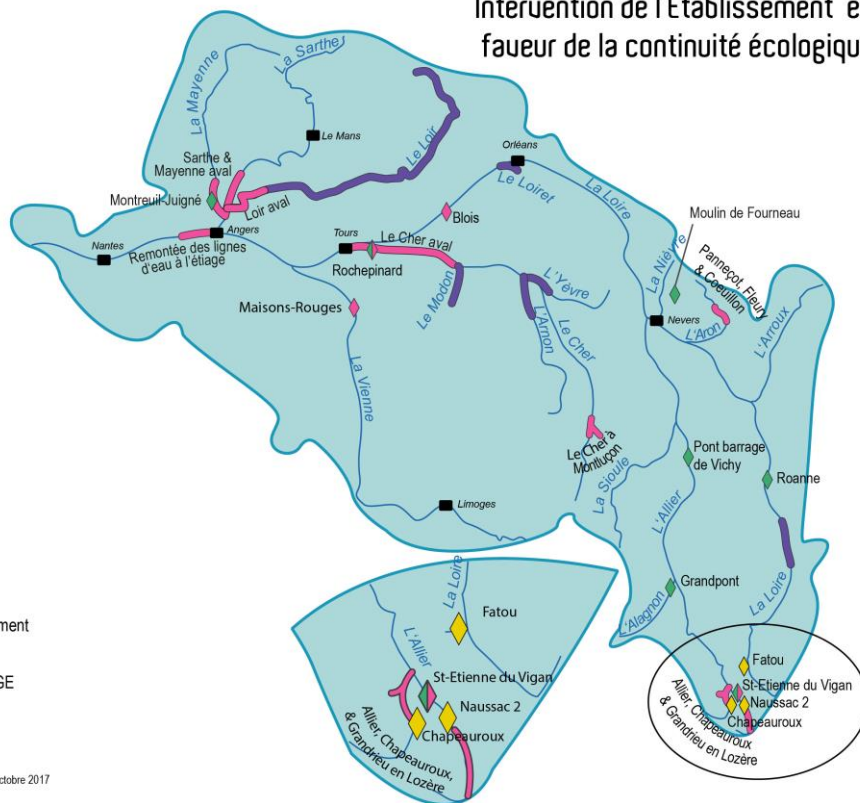 Intervention de l'Etablissement e
faveur de la continuité écologiqu
La Sarthe
La Mayenne
Le Mans
Sarthe &
Mayenne aval
Le Loir
Orléans
Montreuil-Juigné
Loir aval
Le Loiret
La Loire
Angers
Blois
Moulin de Fourneau
Nantes
Remontée des lignes
d'eau à l'étiage
Tours
Le Cher aval
Rochepinard
La Nièvre
Panneçot, Fleury
& Coeuillon
L'Yèvre
Maisons-Rouges
Le Modon
L'Arnon
Le Cher
Nevers
L'Aron
L'Arroux
La Vienne
Le Cher à
Montluçon
Pont barrage
de Vichy
La Sioule
Roanne
Limoges
L'Allier
Grandpont
L'Alagnon
La Loire
La Loire
Fatou
L'Allier
St-Etienne du Vigan
Naussac 2
Chapeauroux
Allier, Chapeauroux,
& Grandrieu en Lozère
Fatou
St-Etienne du Vigan
Naussac 2
Chapeauroux
Allier, Chapeauroux
& Grandrieu en Lozère
ment
GE
ctobre 2017